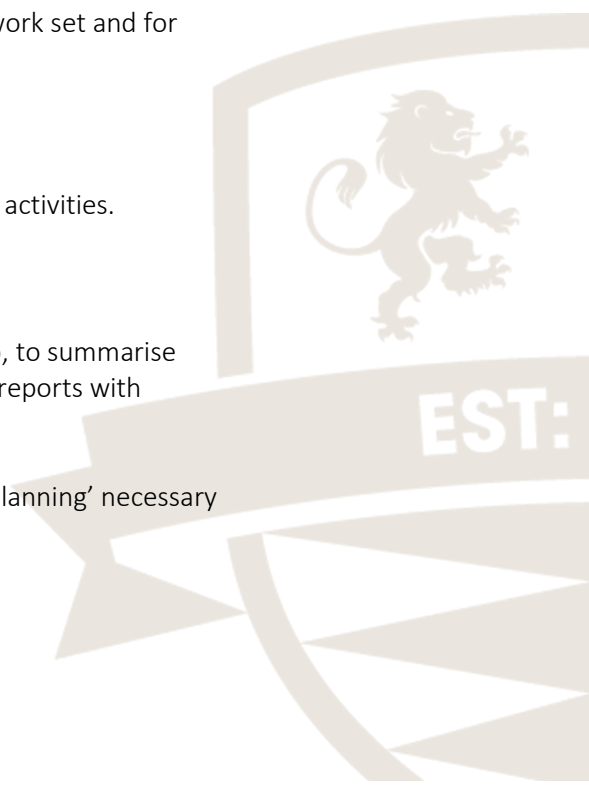 work set and for
activities.
, to summarise
reports with
EST:
lanning’ necessary